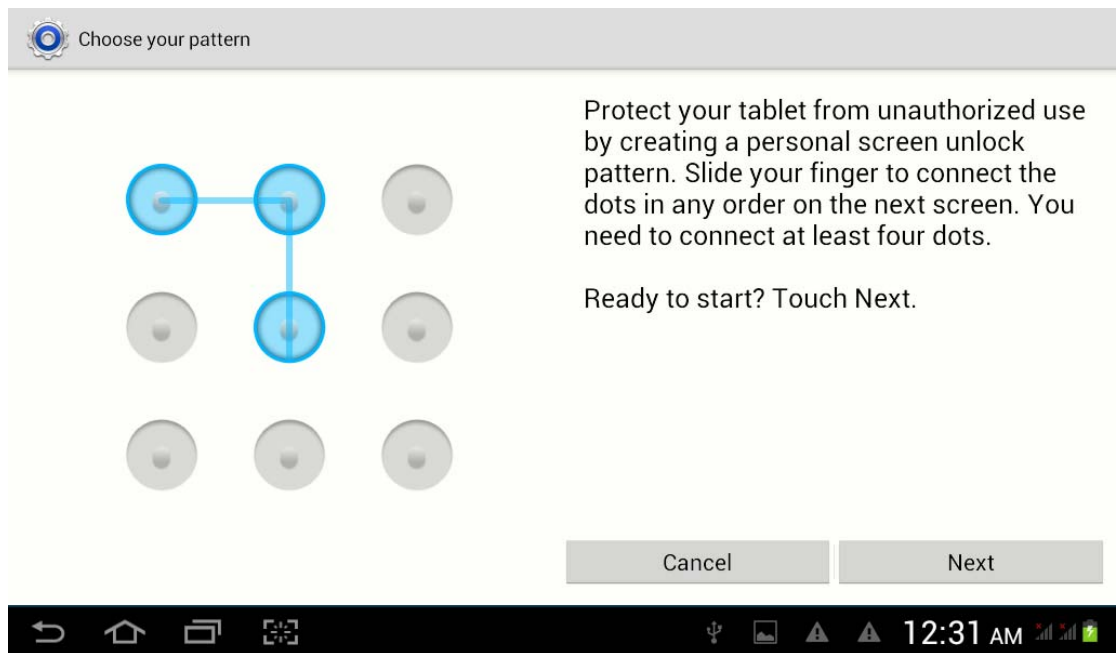 Choose your pattern
Protect your tablet from unauthorized use
by creating a personal screen unlock
pattern. Slide your finger to connect the
dots in any order on the next screen. You
need to connect at least four dots.
Ready to start? Touch Next.
Cancel
Next
12:31 AM